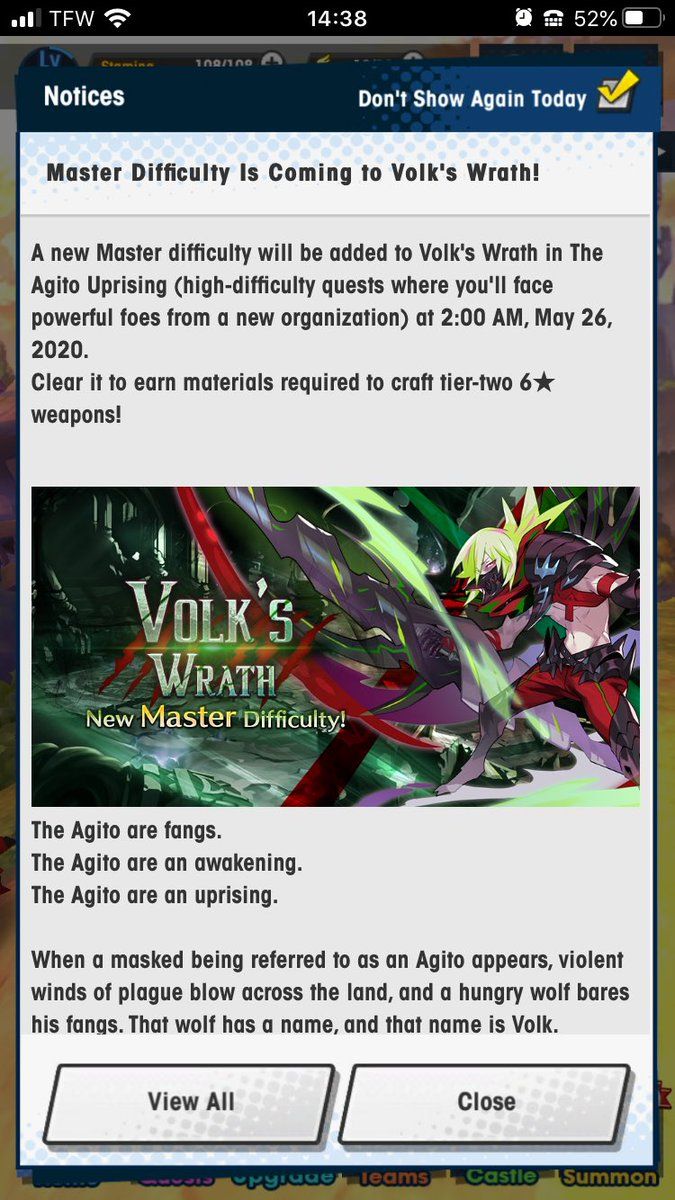 TFW 14:38 52%
Lv Stamina 108/108
Notices Don't Show Again Today
Master Difficulty Is Coming to Volk's Wrath!
A new Master difficulty will be added to Volk's Wrath in The
Agito Uprising (high-difficulty quests where you'll face
powerful foes from a new organization) at 2:00 AM, May 26,
2020.
Clear it to earn materials required to craft tier-two 6★
weapons!
VOLK'S
WRATH
New Master Difficulty!
The Agito are fangs.
The Agito are an awakening.
The Agito are an uprising.
When a masked being referred to as an Agito appears, violent
winds of plague blow across the land, and a hungry wolf bares
his fangs. That wolf has a name, and that name is Volk.
View All Close
Quests Upgrade Teams Castle Summon